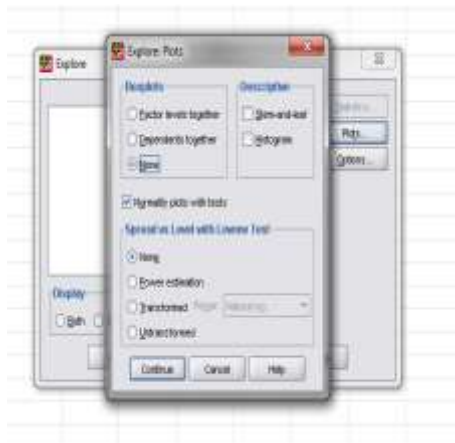 Explore: Plots
Explore
Boxplots
Descriptive
Factor levels together
Stem-and-leaf
Dependents together
Histogram
None
Plots...
Options...
Normality plots with tests
Spread vs Level with Levene Test
None
Power estimation
Transformed
Untransformed
Display
Both
Continue
Cancel
Help